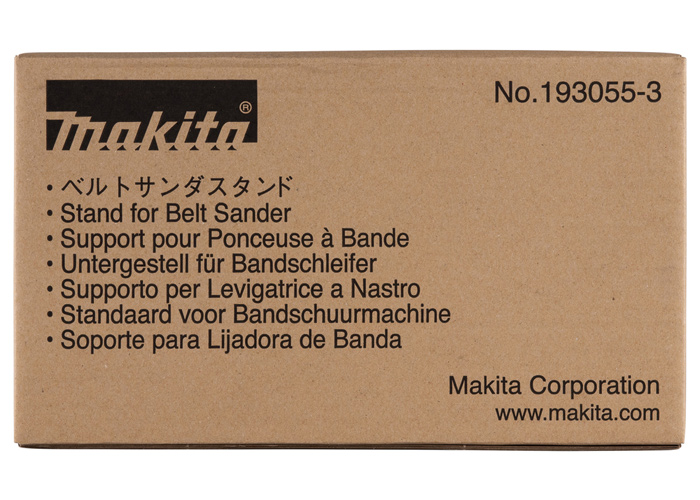 makita®
No.193055-3
・ベルトサンダスタンド
• Stand for Belt Sander
• Support pour Ponceuse à Bande
• Untergestell für Bandschleifer
• Supporto per Levigatrice a Nastro
• Standaard voor Bandschuurmachine
• Soporte para Lijadora de Banda
Makita Corporation
www.makita.com